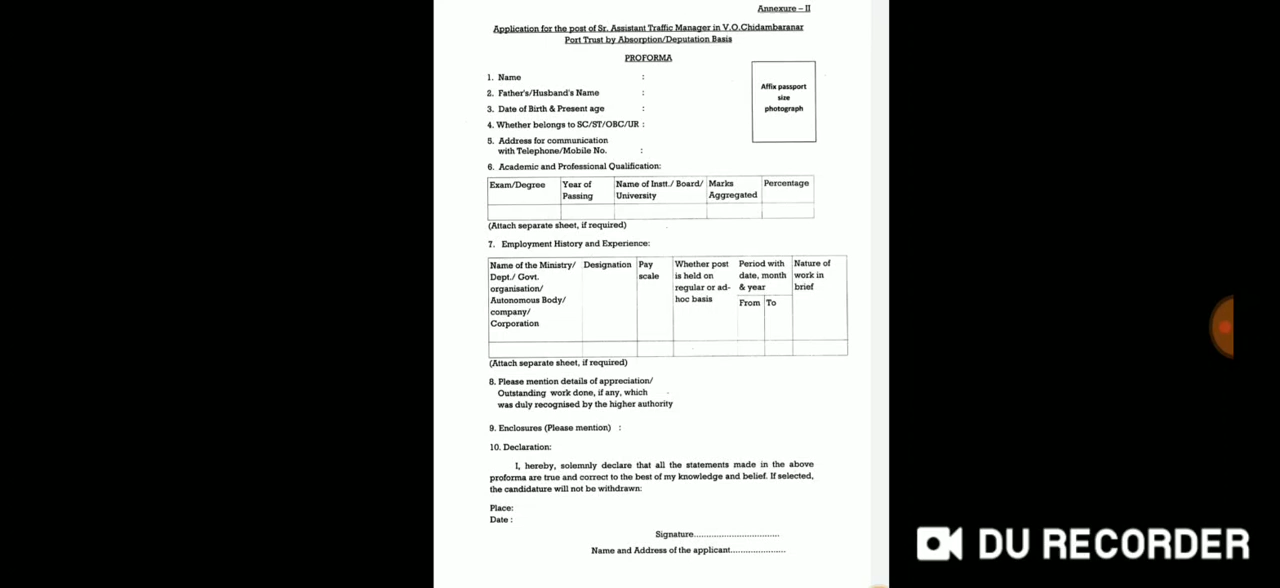 Annexure – II
Application for the post of Sr. Assistant Traffic Manager in V.O.Chidambaranar
Port Trust by Absorption/Deputation Basis
PROFORMA
1. Name :
2. Father's/Husband's Name :
3. Date of Birth & Present age :
4. Whether belongs to SC/ST/OBC/UR :
5. Address for communication
with Telephone/Mobile No. :
Affix passport
size
photograph
6. Academic and Professional Qualification:
Exam/Degree Year of Name of Instt./ Board/ Marks Percentage
Passing University Aggregated
(Attach separate sheet, if required)
7. Employment History and Experience:
Name of the Ministry/ Designation Pay Whether post Period with Nature of
Dept./ Govt. scale is held on date, month work in
organisation/ regular or ad- & year brief
Autonomous Body/ hoc basis From To
company/
Corporation
(Attach separate sheet, if required)
8. Please mention details of appreciation/
Outstanding work done, if any, which
was duly recognised by the higher authority
9. Enclosures (Please mention) :
10. Declaration:
I, hereby, solemnly declare that all the statements made in the above
proforma are true and correct to the best of my knowledge and belief. If selected,
the candidature will not be withdrawn:
Place:
Date :
Signature..................................
Name and Address of the applicant......................
DU RECORDER